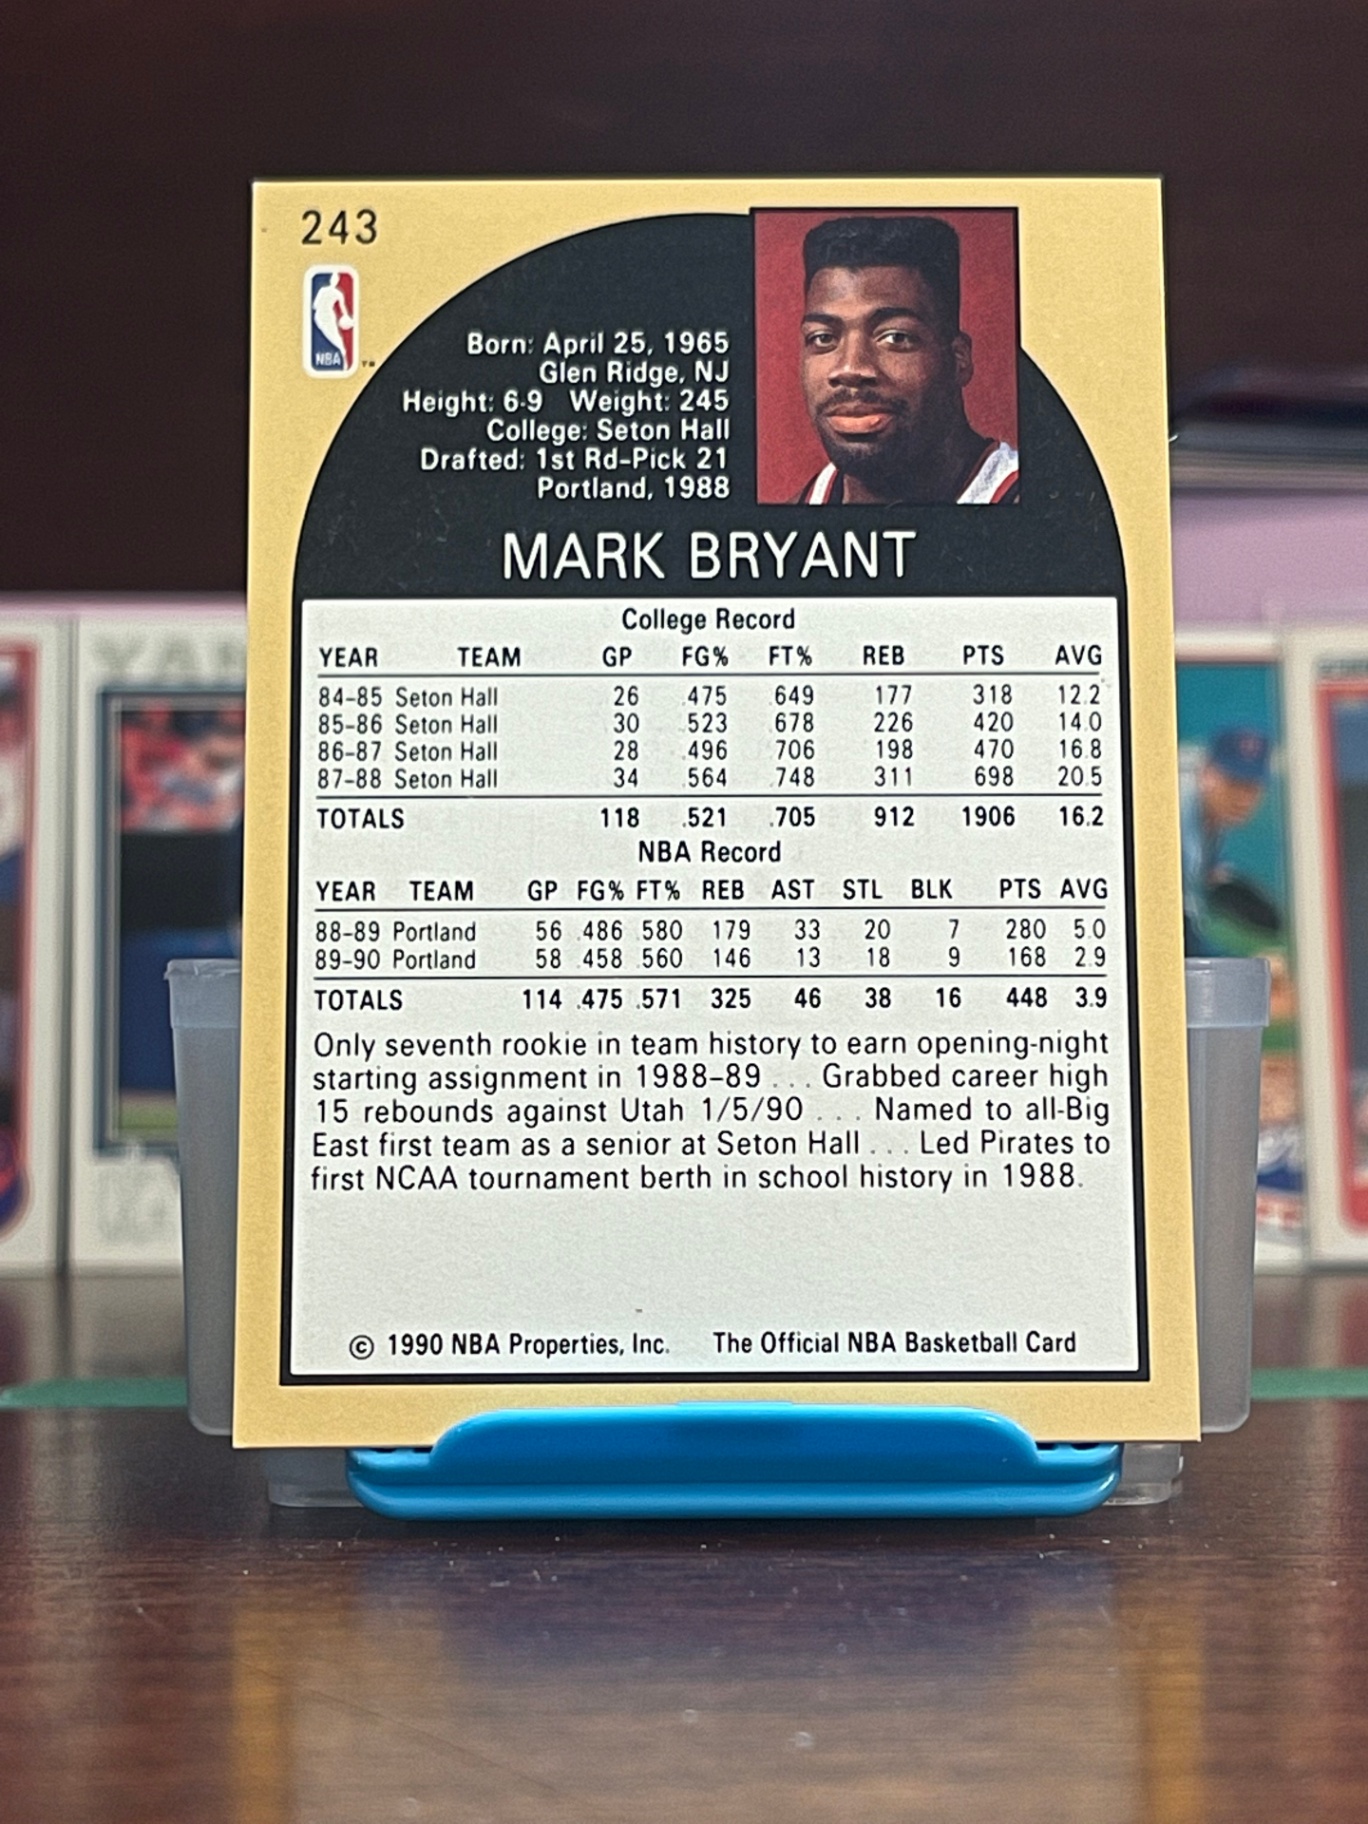 243
NBA
TM
Born: April 25, 1965
Glen Ridge, NJ
Height: 6-9 Weight: 245
College: Seton Hall
Drafted: 1st Rd-Pick 21
Portland, 1988
MARK BRYANT
College Record
YEAR TEAM GP FG% FT% REB PTS AVG
84-85 Seton Hall 26 .475 .649 177 318 12.2
85-86 Seton Hall 30 .523 .678 226 420 14.0
86-87 Seton Hall 28 .496 .706 198 470 16.8
87-88 Seton Hall 34 .564 .748 311 698 20.5
TOTALS 118 .521 .705 912 1906 16.2
NBA Record
YEAR TEAM GP FG% FT% REB AST STL BLK PTS AVG
88-89 Portland 56 .486 .580 179 33 20 7 280 5.0
89-90 Portland 58 .458 .560 146 13 18 9 168 2.9
TOTALS 114 .475 .571 325 46 38 16 448 3.9
Only seventh rookie in team history to earn opening-night
starting assignment in 1988-89 ... Grabbed career high
15 rebounds against Utah 1/5/90 ... Named to all-Big
East first team as a senior at Seton Hall ... Led Pirates to
first NCAA tournament berth in school history in 1988.
© 1990 NBA Properties, Inc. The Official NBA Basketball Card